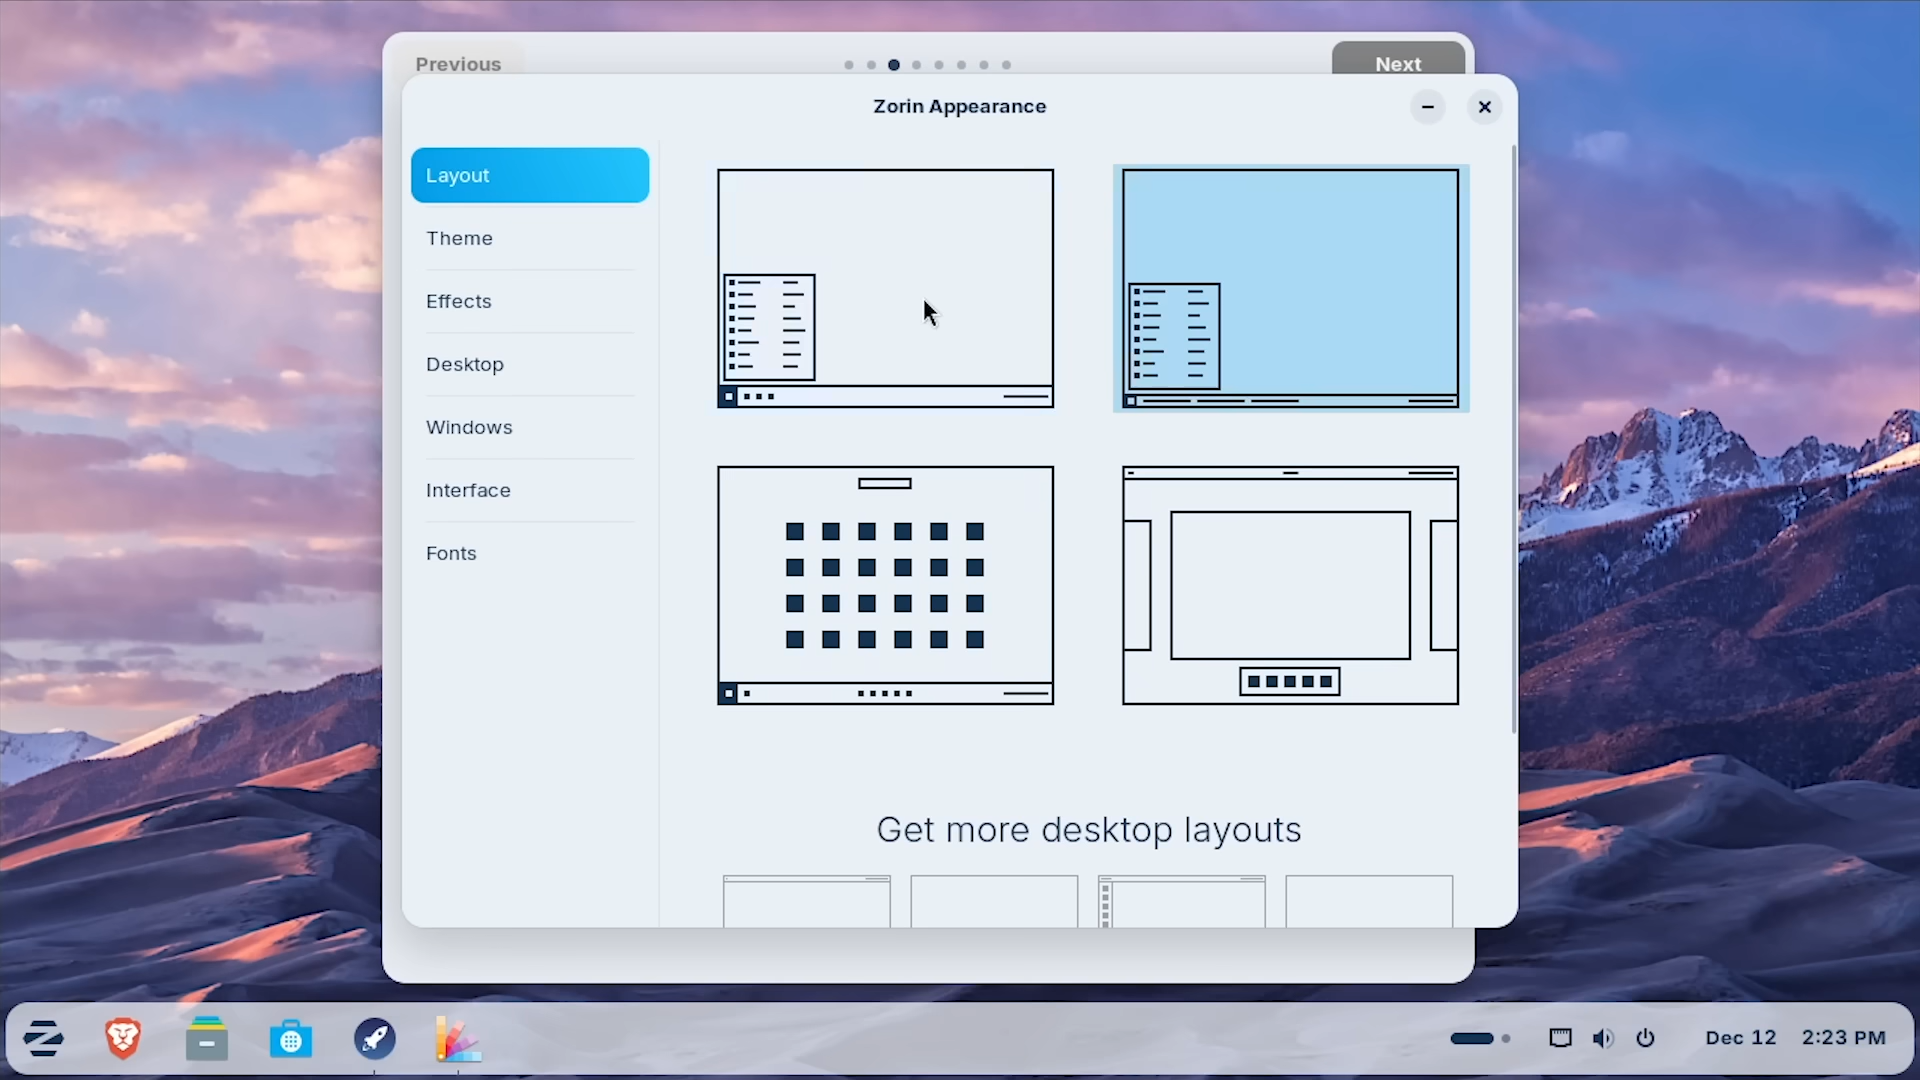 Previous
Next
Zorin Appearance
Layout
Theme
Effects
Desktop
Windows
Interface
Fonts
Get more desktop layouts
Dec 12 2:23 PM